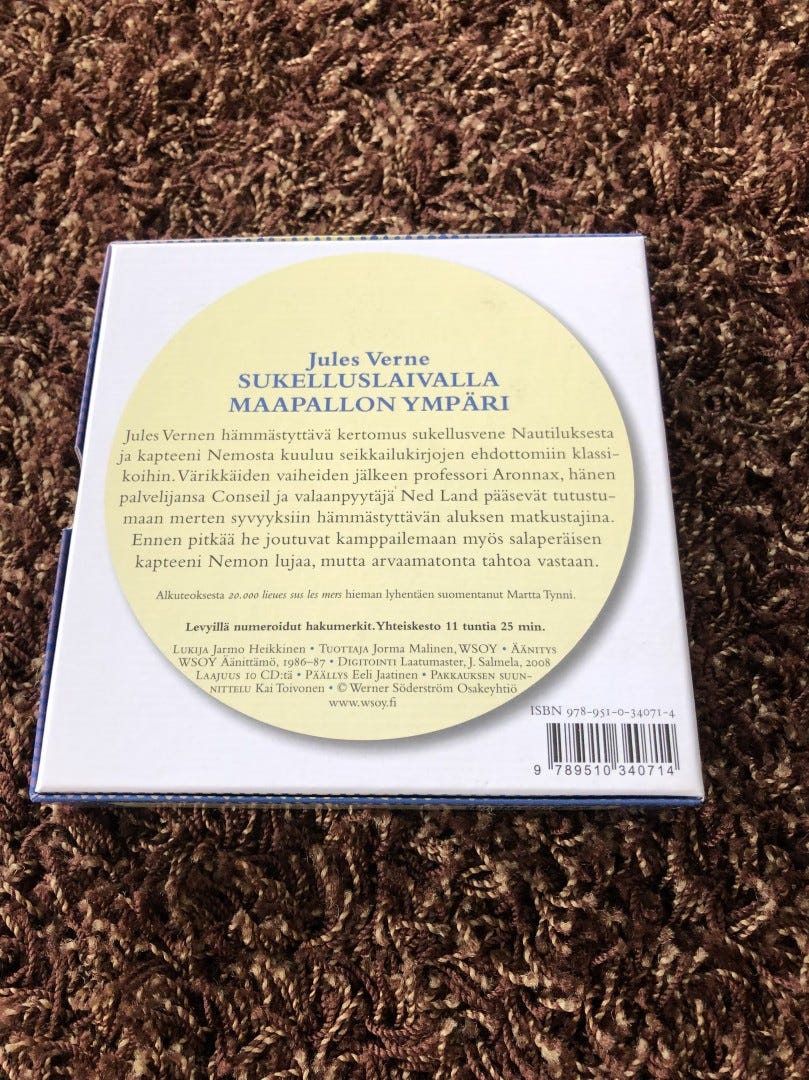 Jules Verne
SUKELLUSLAIVALLA
MAAPALLON YMPÄRI
Jules Vernen hämmästyttävä kertomus sukellusvene Nautiluksesta
ja kapteeni Nemosta kuuluu seikkailukirjojen ehdottomiin klassi-
koihin. Värikkäiden vaiheiden jälkeen professori Aronnax, hänen
palvelijansa Conseil ja valaanpyytäjä Ned Land pääsevät tutustu-
maan merten syvyyksiin hämmästyttävän aluksen matkustajina.
Ennen pitkää he joutuvat kamppailemaan myös salaperäisen
kapteeni Nemon lujaa, mutta arvaamatonta tahtoa vastaan.
Alkuteoksesta 20.000 lieues sus les mers hieman lyhentäen suomentanut Martta Tynni.
Levyillä numeroidut hakumerkit. Yhteiskesto 11 tuntia 25 min.
LUKIJA Jarmo Heikkinen • TUOTTAJA Jorma Malinen, WSOY • ÄÄNITYS
WSOY Äänittämö, 1986–87 • DIGITOINTI Laatumaster, J. Salmela, 2008
LAAJUUS 10 CD:tä • PÄÄLLYS Eeli Jaatinen • PAKKAUKSEN SUUN-
NITTELU Kai Toivonen • © Werner Söderström Osakeyhtiö
www.wsoy.fi
ISBN 978-951-0-34071-4
9 789510 340714